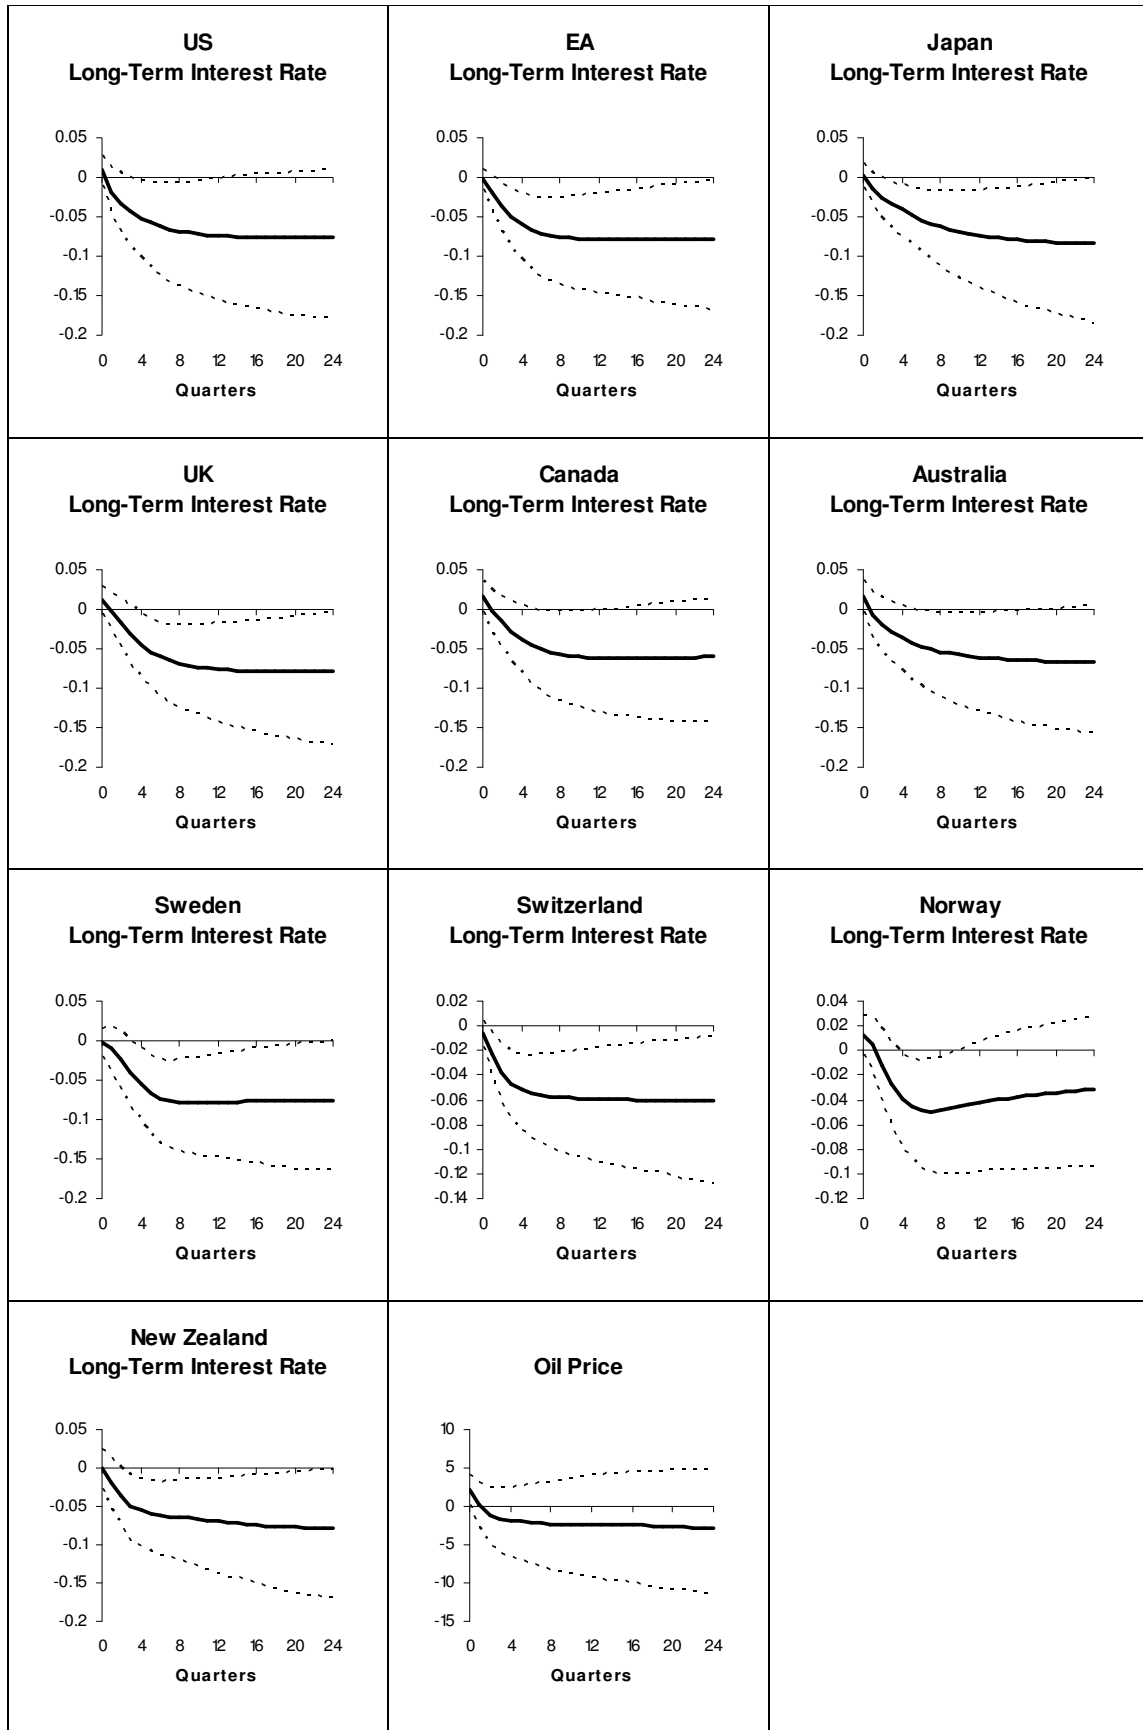 US
Long-Term Interest Rate
0.05
0
-0.05
-0.1
-0.15
-0.2
0 4 8 12 16 20 24
Quarters
EA
Long-Term Interest Rate
0.05
0
-0.05
-0.1
-0.15
-0.2
0 4 8 12 16 20 24
Quarters
Japan
Long-Term Interest Rate
0.05
0
-0.05
-0.1
-0.15
-0.2
0 4 8 12 16 20 24
Quarters
UK
Long-Term Interest Rate
0.05
0
-0.05
-0.1
-0.15
-0.2
0 4 8 12 16 20 24
Quarters
Canada
Long-Term Interest Rate
0.05
0
-0.05
-0.1
-0.15
-0.2
0 4 8 12 16 20 24
Quarters
Australia
Long-Term Interest Rate
0.05
0
-0.05
-0.1
-0.15
-0.2
0 4 8 12 16 20 24
Quarters
Sweden
Long-Term Interest Rate
0.05
0
-0.05
-0.1
-0.15
-0.2
0 4 8 12 16 20 24
Quarters
Switzerland
Long-Term Interest Rate
0.02
0
-0.02
-0.04
-0.06
-0.08
-0.1
-0.12
-0.14
0 4 8 12 16 20 24
Quarters
Norway
Long-Term Interest Rate
0.04
0.02
0
-0.02
-0.04
-0.06
-0.08
-0.1
-0.12
0 4 8 12 16 20 24
Quarters
New Zealand
Long-Term Interest Rate
0.05
0
-0.05
-0.1
-0.15
-0.2
0 4 8 12 16 20 24
Quarters
Oil Price
10
5
0
-5
-10
-15
0 4 8 12 16 20 24
Quarters